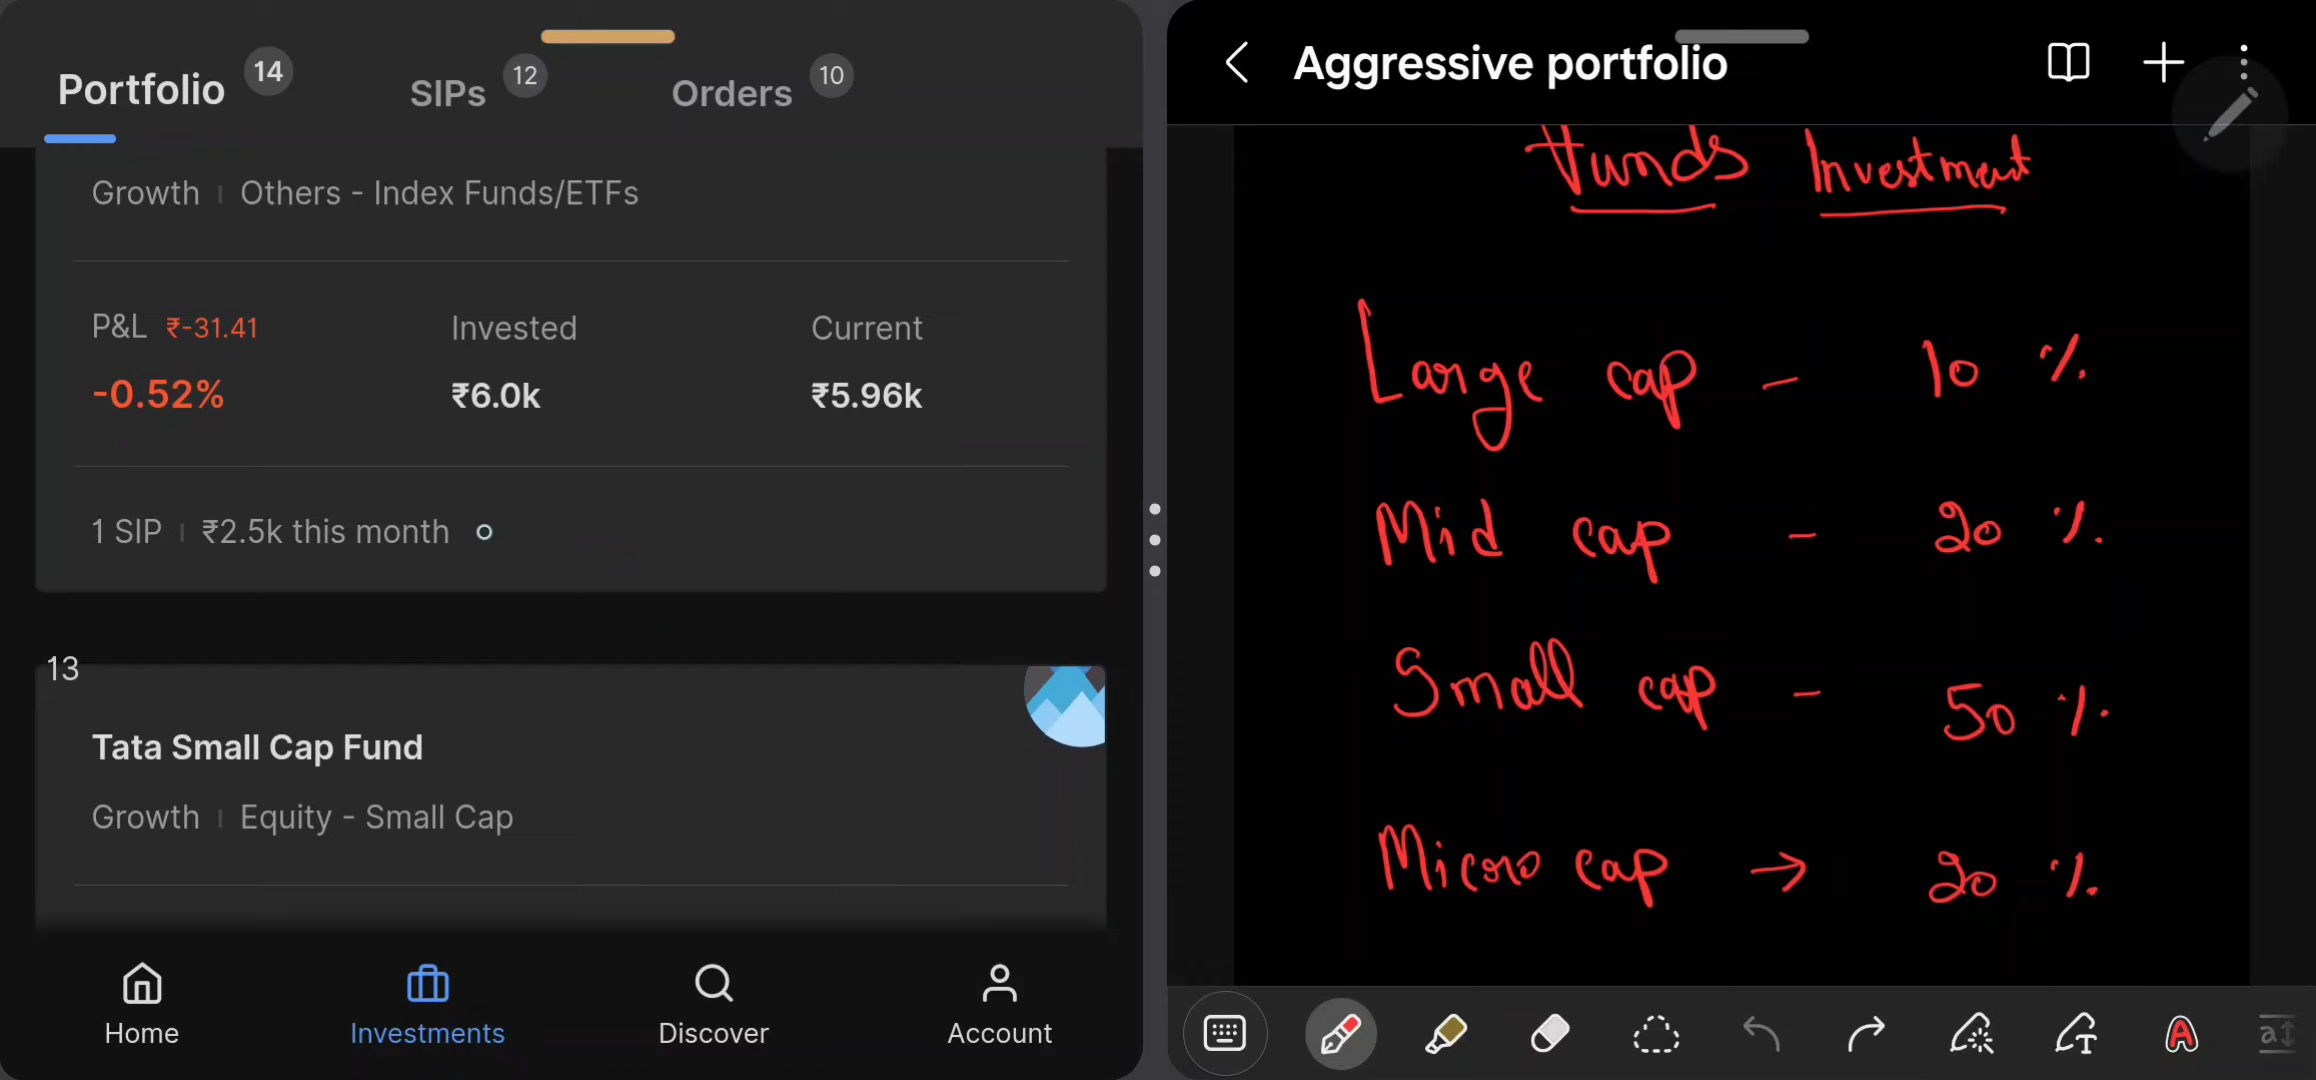 Portfolio 14 SIPs 12 Orders 10
Growth | Others - Index Funds/ETFs
P&L ₹-31.41 Invested Current
-0.52% ₹6.0k ₹5.96k
1 SIP | ₹2.5k this month
13
Tata Small Cap Fund
Growth | Equity - Small Cap
Home Investments Discover Account
Aggressive portfolio
Funds Investment
Large cap - 10 %
Mid cap - 20 %
Small cap - 50 %
Micro cap → 20 %